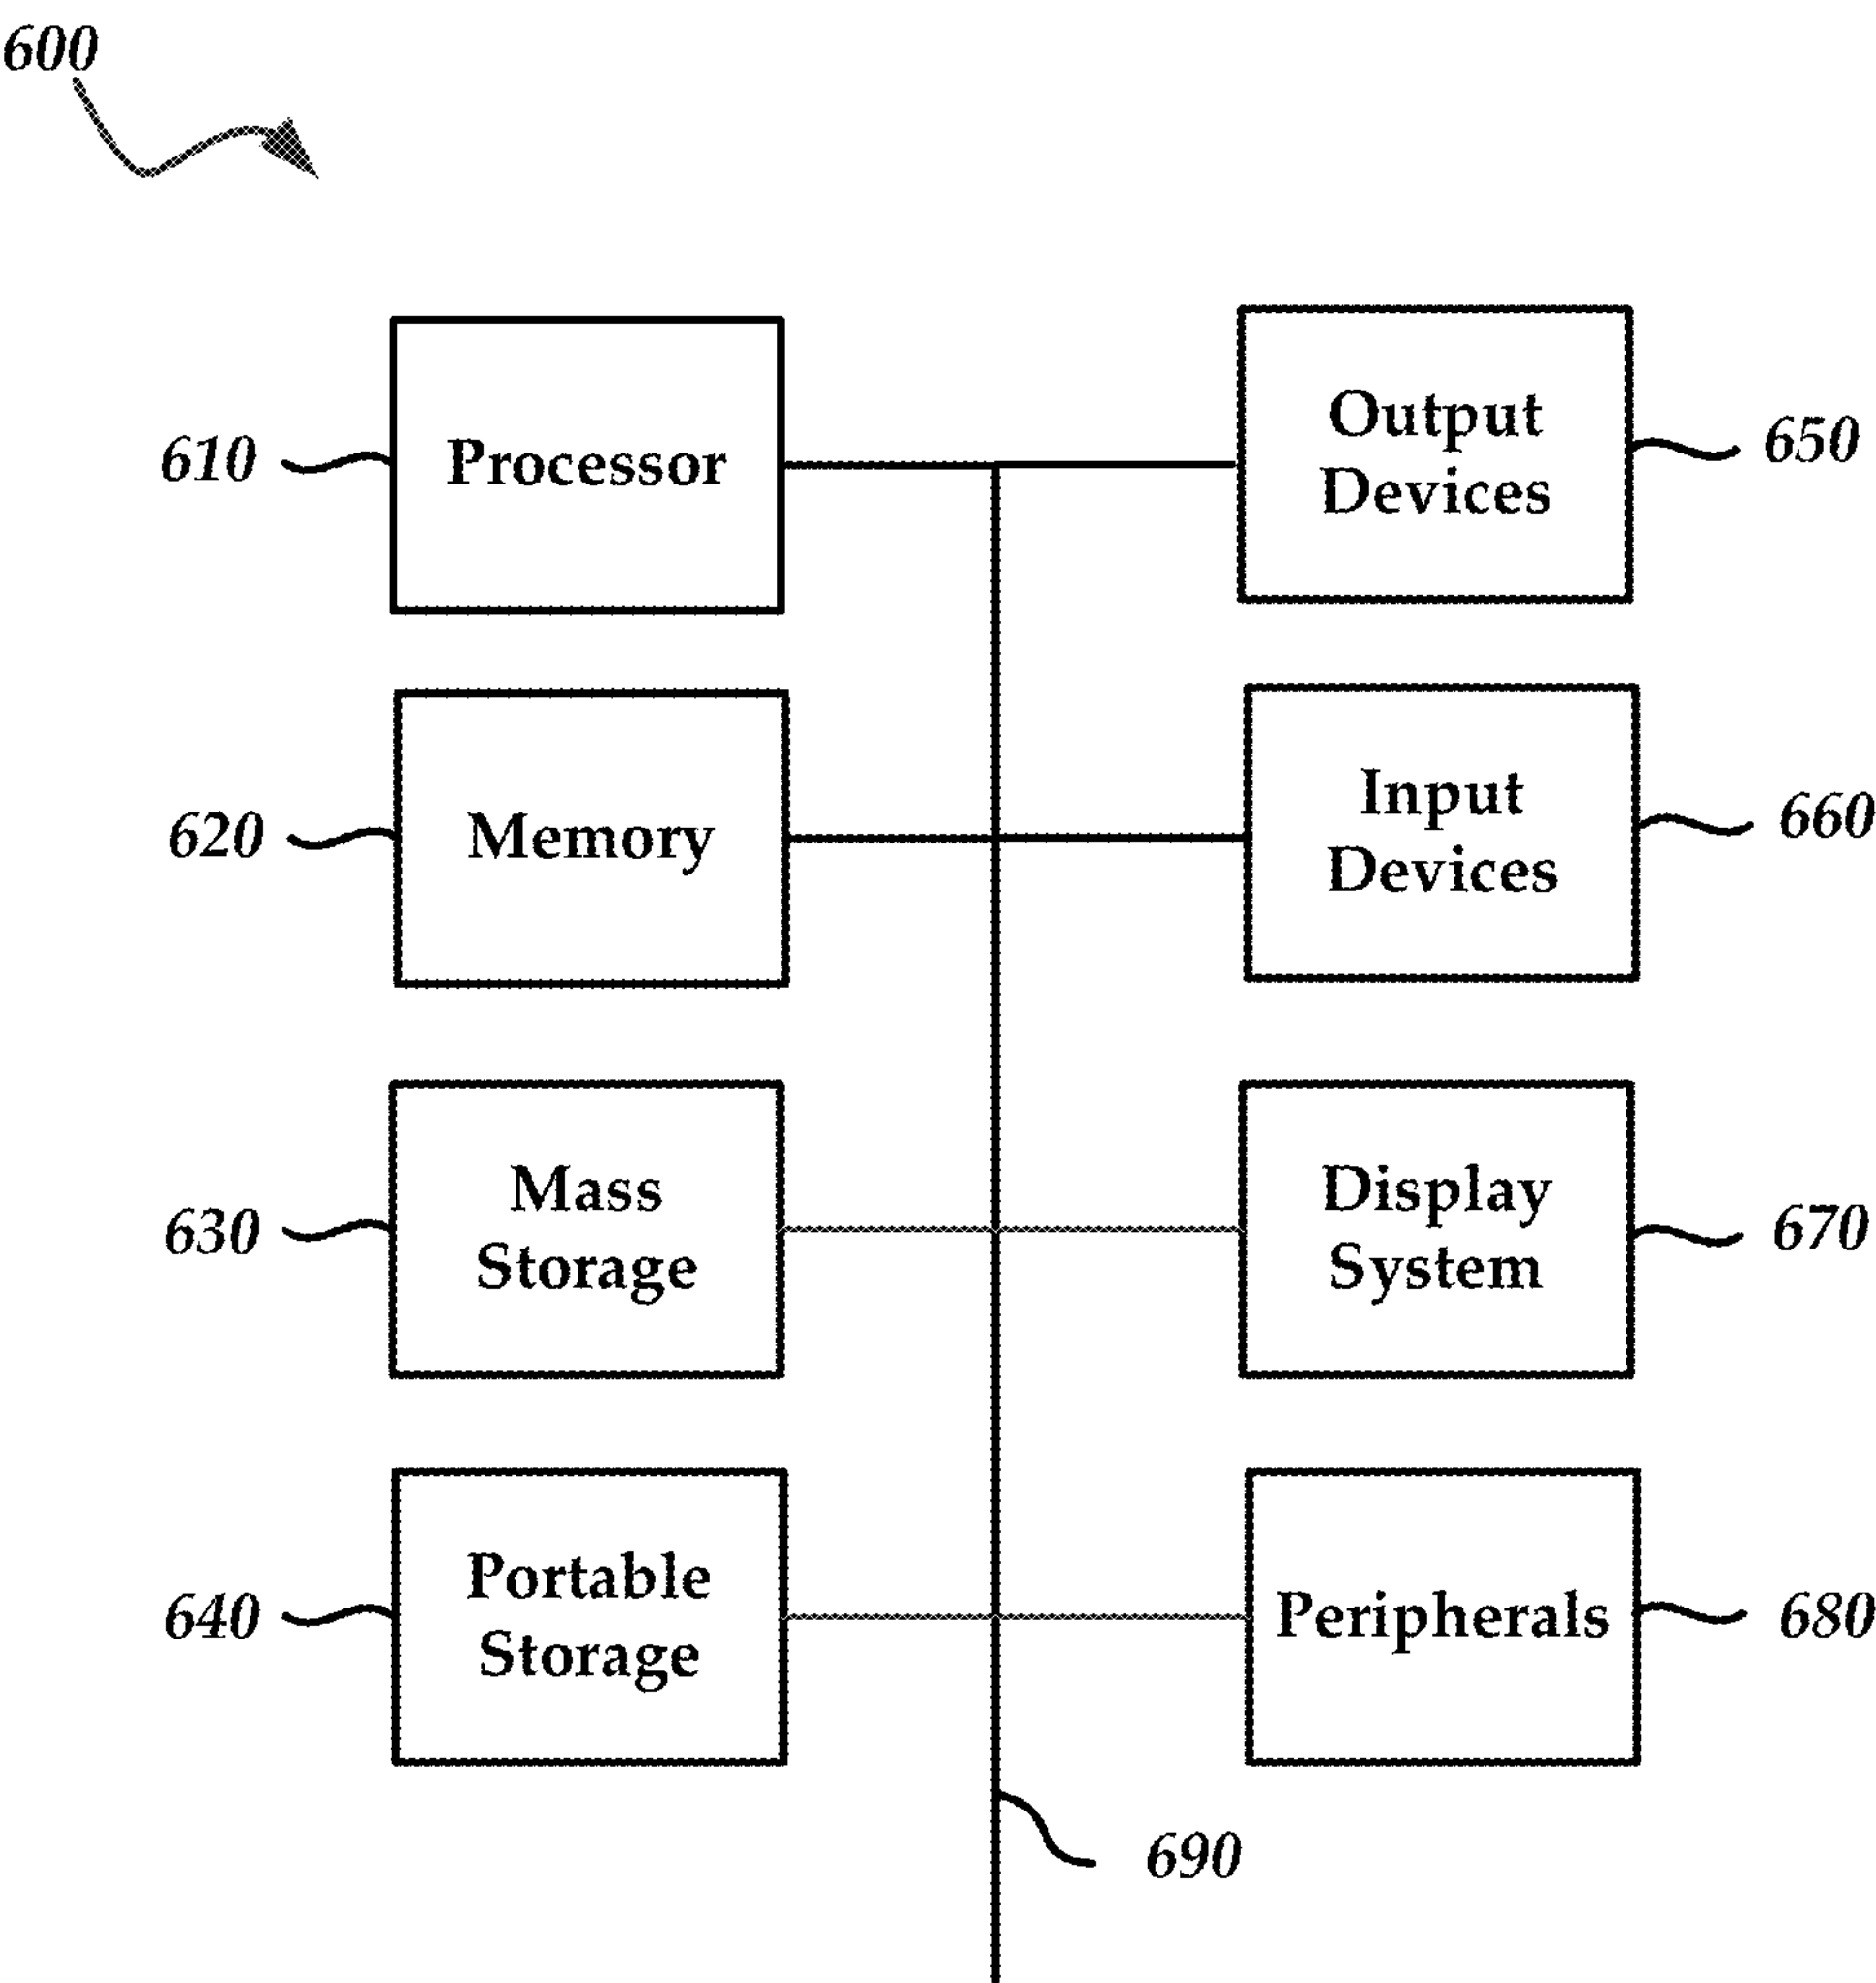 600
610
Processor
Output
Devices
650
620
Memory
Input
Devices
660
630
Mass
Storage
Display
System
670
640
Portable
Storage
Peripherals
680
690